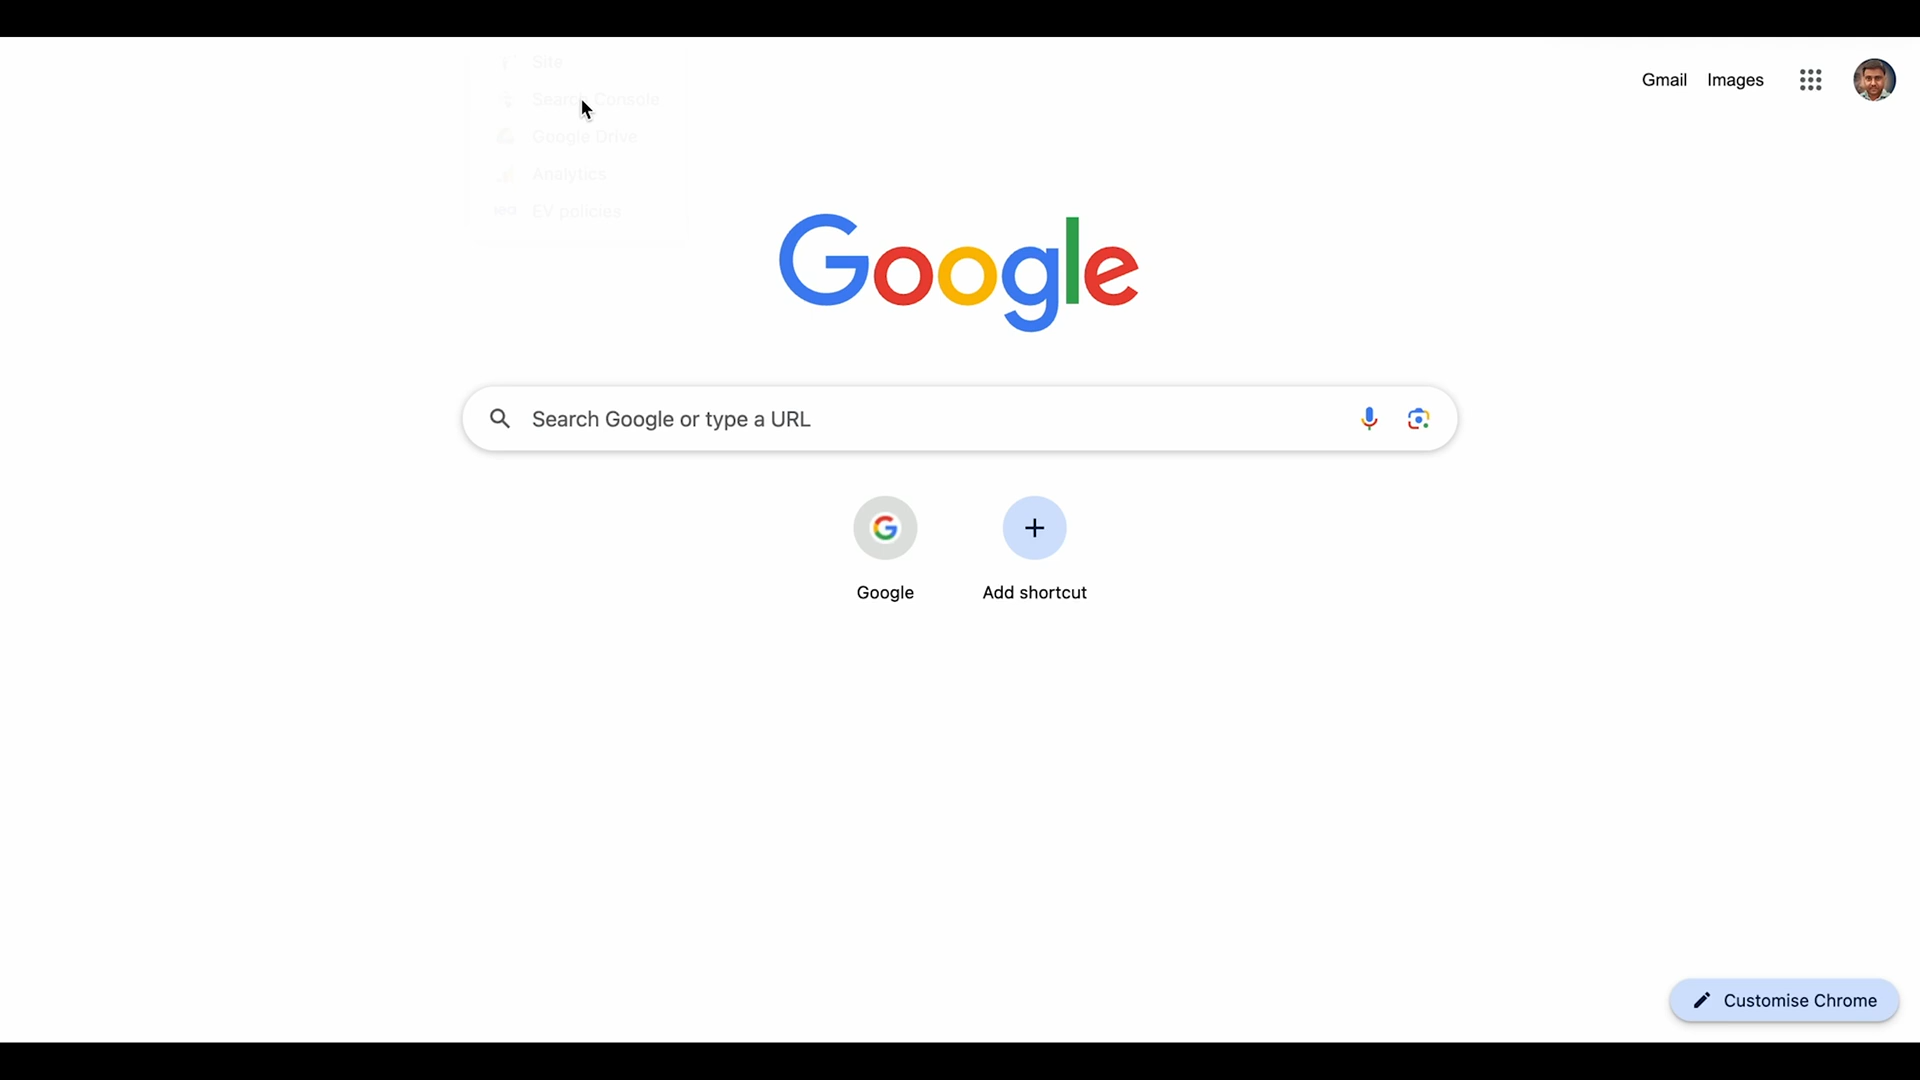 Site
Search Console
Google Drive
Analytics
EV policies
Gmail Images
Google
Search Google or type a URL
Google Add shortcut
Customise Chrome